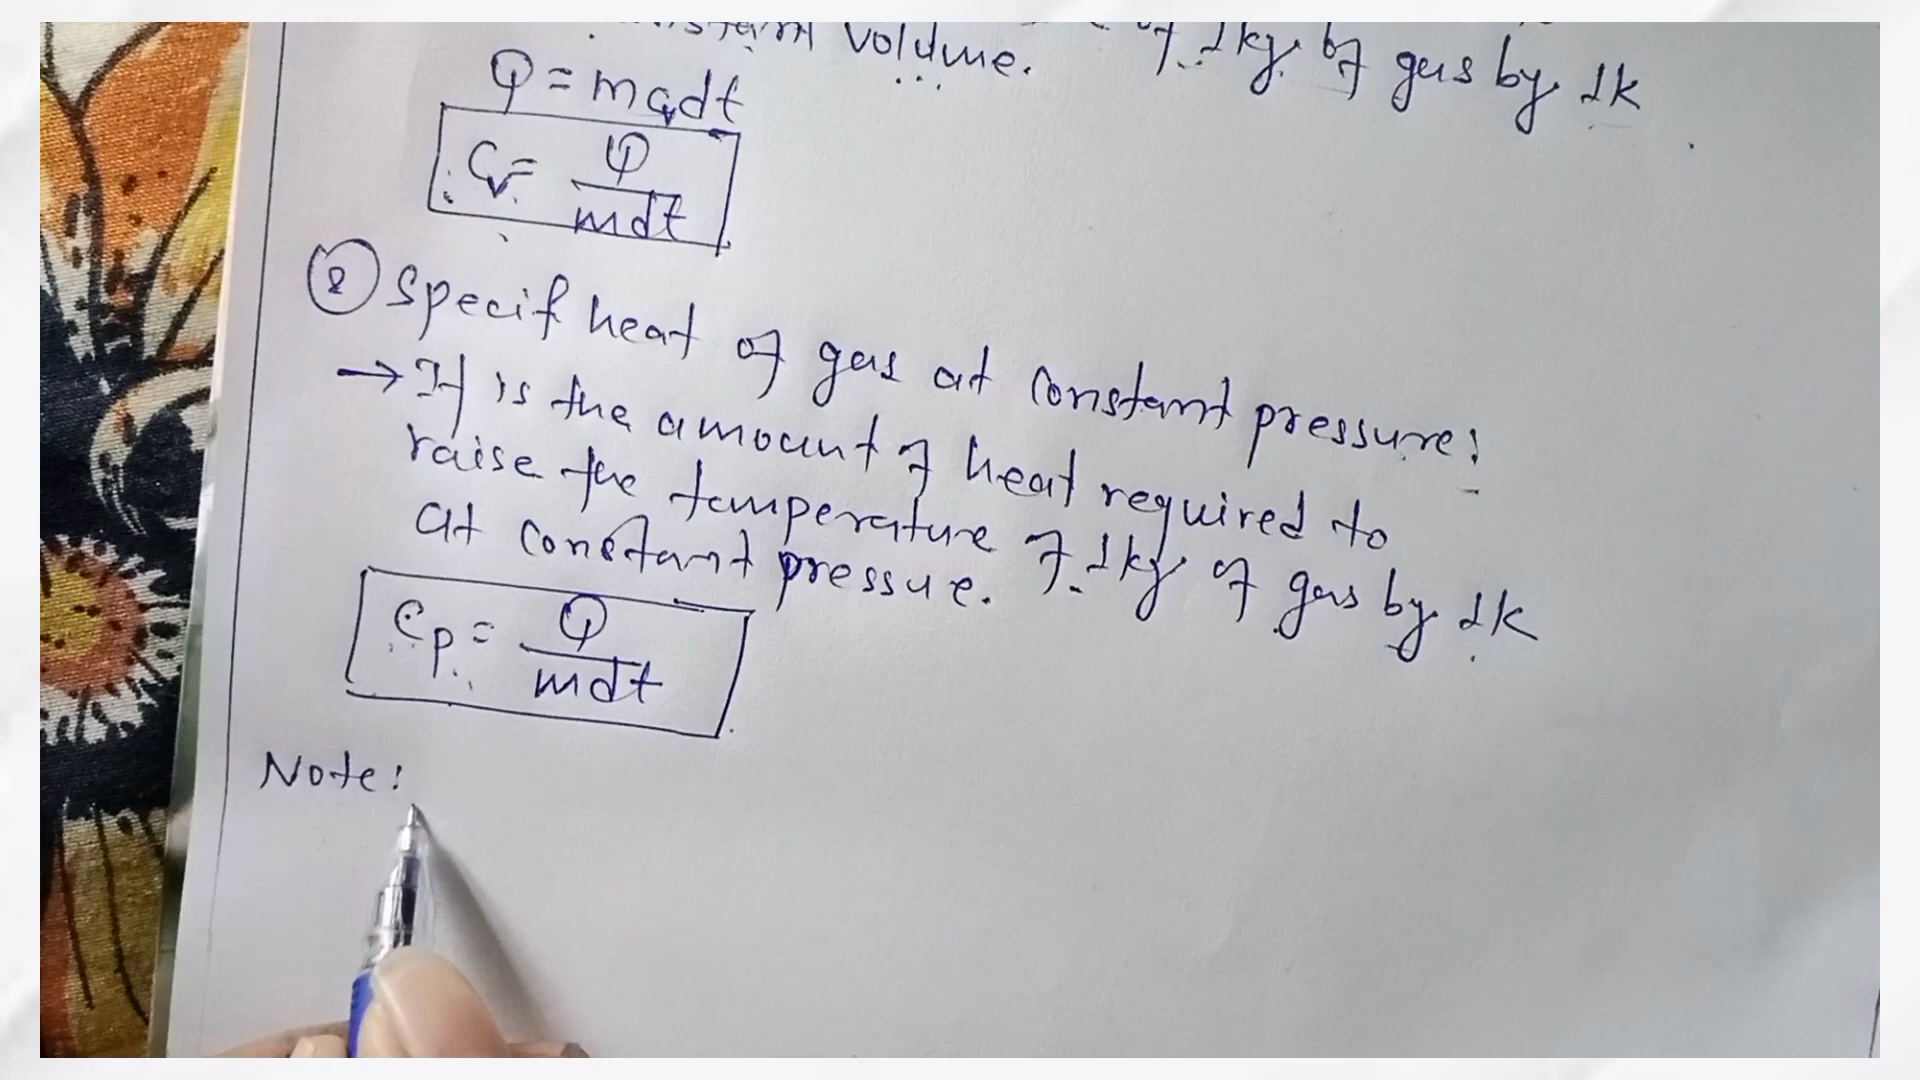 volume. of 1kg of gas by 1k
Q = mcvdt
Cv = Q
mdt
② Specif heat of gas at constant pressure:
→ It is the amount of heat required to
raise the temperature of 1kg of gas by 1k
at constant pressue.
Cp = Q
mdt
Note: